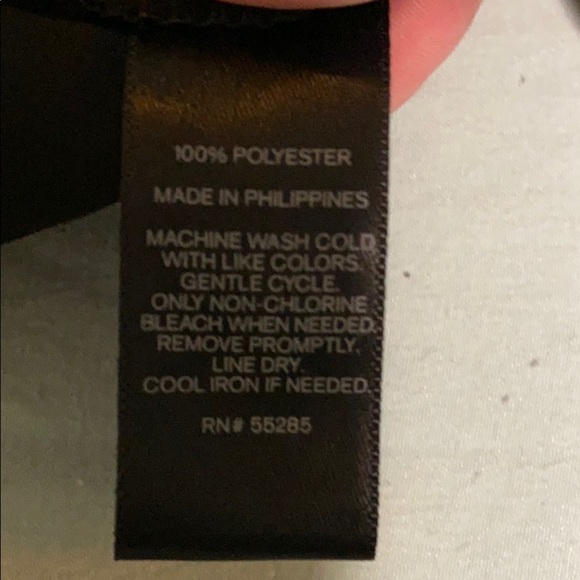 100% POLYESTER
MADE IN PHILIPPINES
MACHINE WASH COLD
WITH LIKE COLORS.
GENTLE CYCLE.
ONLY NON-CHLORINE
BLEACH WHEN NEEDED.
REMOVE PROMPTLY.
LINE DRY.
COOL IRON IF NEEDED.
RN# 55285